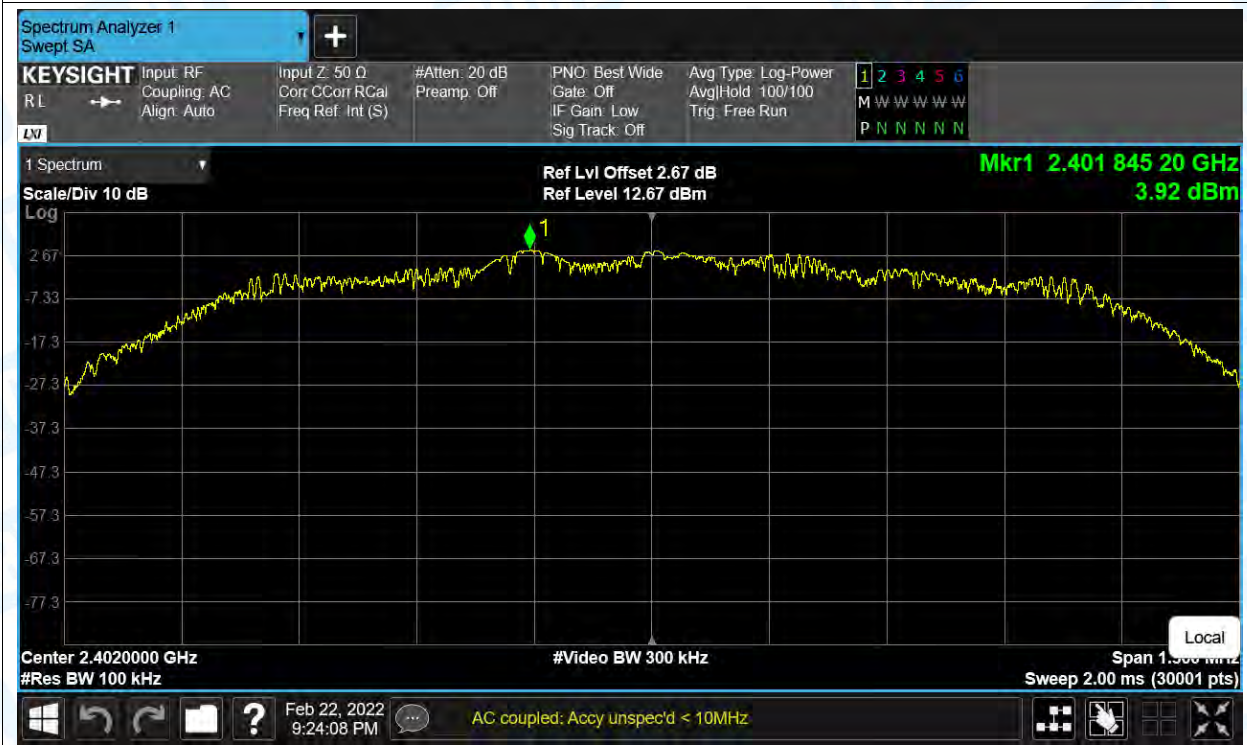 Spectrum Analyzer 1
Swept SA
KEYSIGHT
R L
LXI
Input: RF
Coupling: AC
Align: Auto
Input Z: 50 Ω
Corr CCorr RCal
Freq Ref: Int (S)
#Atten: 20 dB
Preamp: Off
PNO: Best Wide
Gate: Off
IF Gain: Low
Sig Track: Off
Avg Type: Log-Power
Avg|Hold: 100/100
Trig: Free Run
1 2 3 4 5 6
M W W W W W
P N N N N N
1 Spectrum
Scale/Div 10 dB
Log
Ref Lvl Offset 2.67 dB
Ref Level 12.67 dBm
Mkr1 2.401 845 20 GHz
3.92 dBm
1
2.67
-7.33
-17.3
-27.3
-37.3
-47.3
-57.3
-67.3
-77.3
Local
Center 2.4020000 GHz
#Video BW 300 kHz
Span
#Res BW 100 kHz
Sweep 2.00 ms (30001 pts)
?
Feb 22, 2022
9:24:08 PM
AC coupled: Accy unspec'd < 10MHz